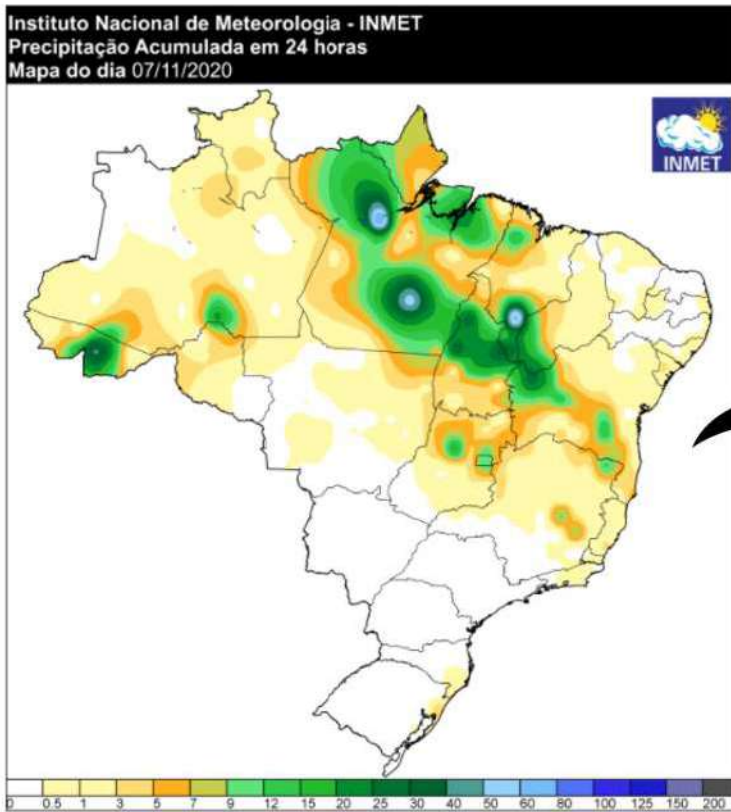 Instituto Nacional de Meteorologia - INMET
Precipitação Acumulada em 24 horas
Mapa do dia 07/11/2020
INMET
0 0.5 1 3 5 7 9 12 15 20 25 30 40 50 60 80 100 125 150 200